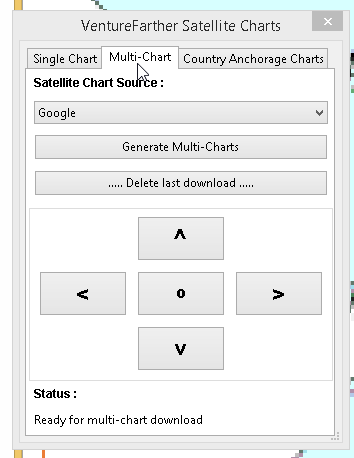 VentureFarther Satellite Charts
Single Chart Multi-Chart Country Anchorage Charts
Satellite Chart Source :
Google
Generate Multi-Charts
..... Delete last download .....
^
< o >
v
Status :
Ready for multi-chart download